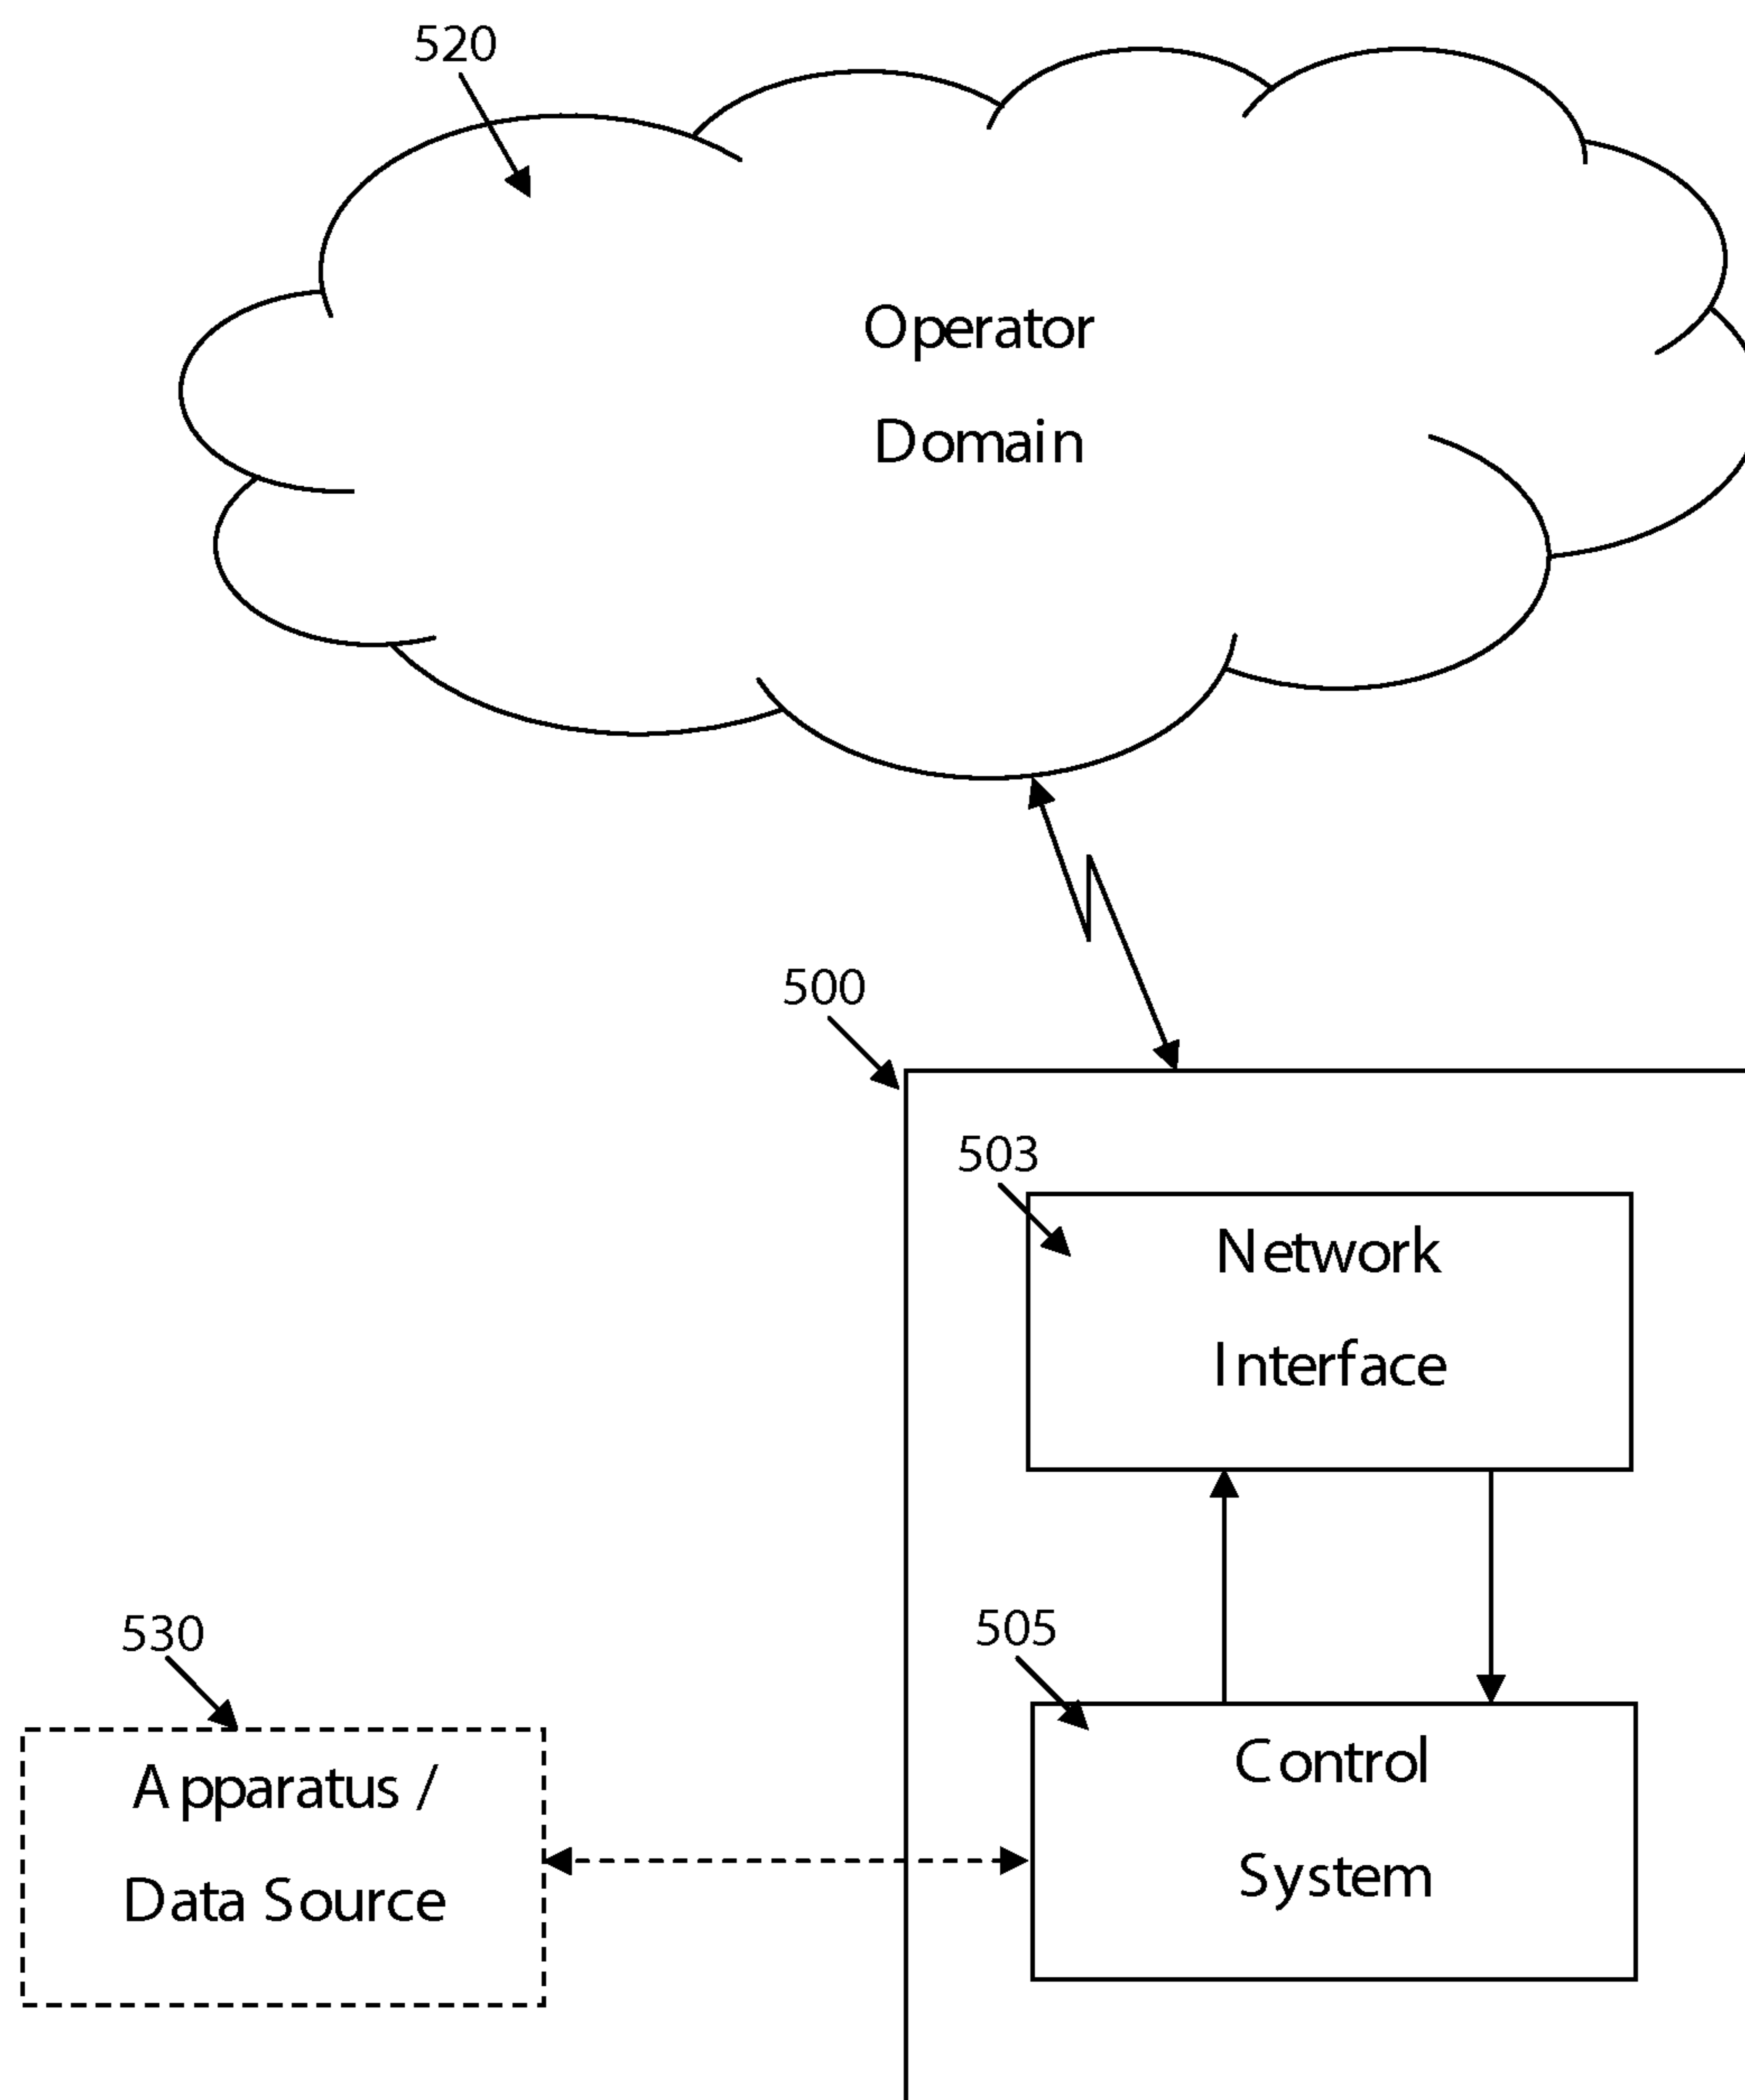 520
Operator
Domain
500
503
Network
Interface
530
505
Apparatus /
Data Source
Control
System